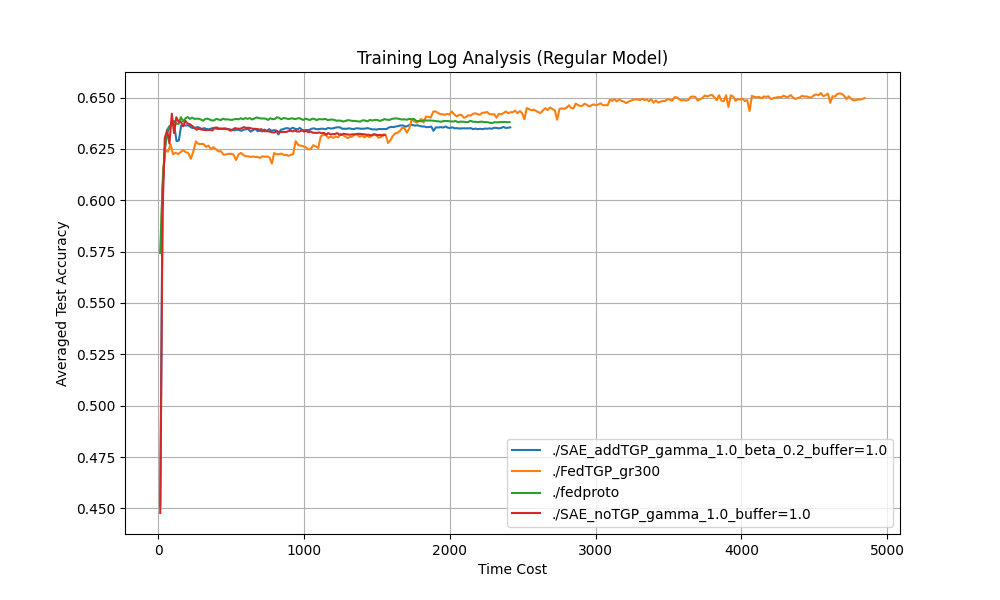 Training Log Analysis (Regular Model)
Averaged Test Accuracy
0.650
0.625
0.600
0.575
0.550
0.525
0.500
0.475
0.450
./SAE_addTGP_gamma_1.0_beta_0.2_buffer=1.0
./FedTGP_gr300
./fedproto
./SAE_noTGP_gamma_1.0_buffer=1.0
0 1000 2000 3000 4000 5000
Time Cost